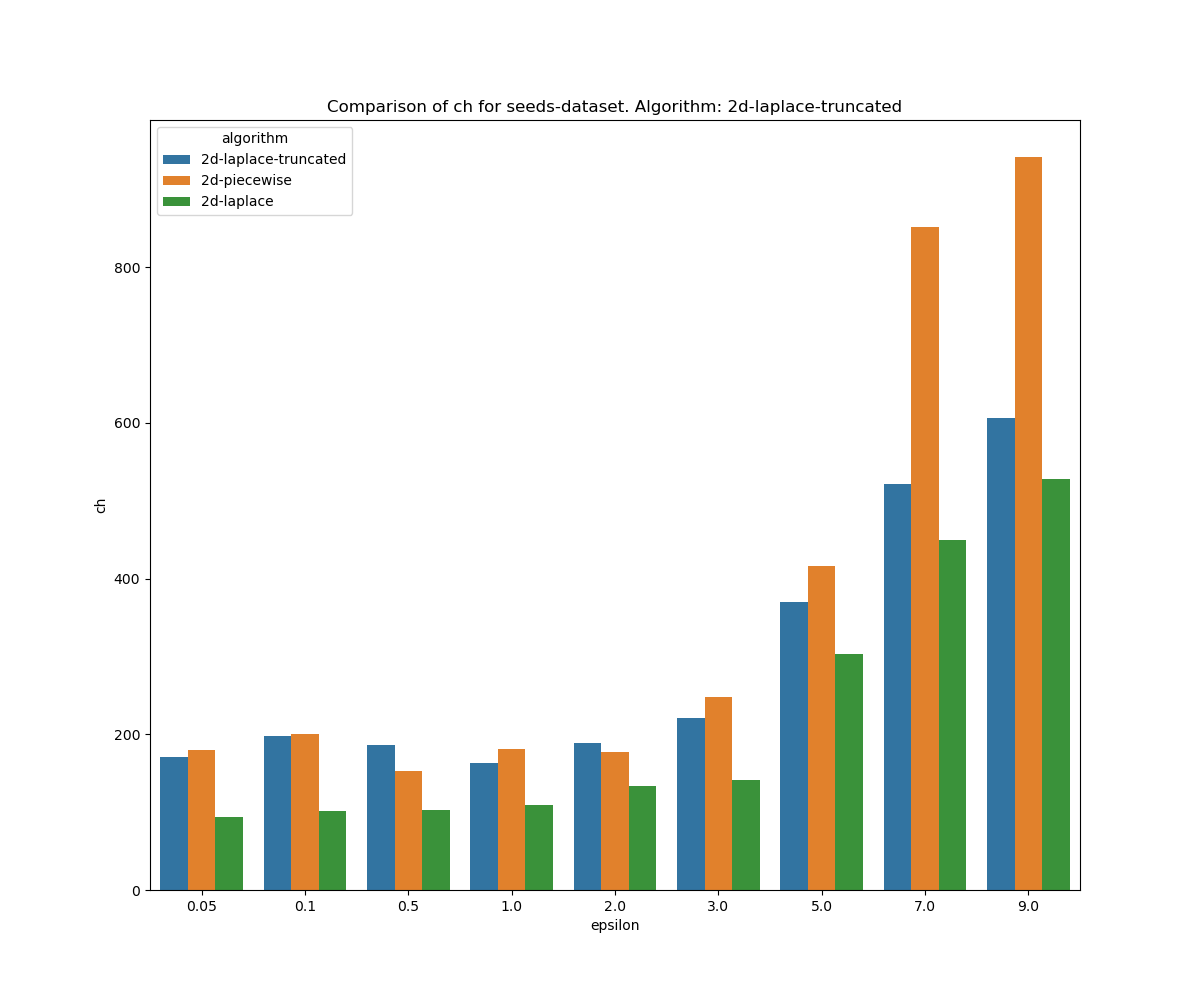 Comparison of ch for seeds-dataset. Algorithm: 2d-laplace-truncated
algorithm
2d-laplace-truncated
2d-piecewise
2d-laplace
800
600
400
200
0
ch
0.05 0.1 0.5 1.0 2.0 3.0 5.0 7.0 9.0
epsilon